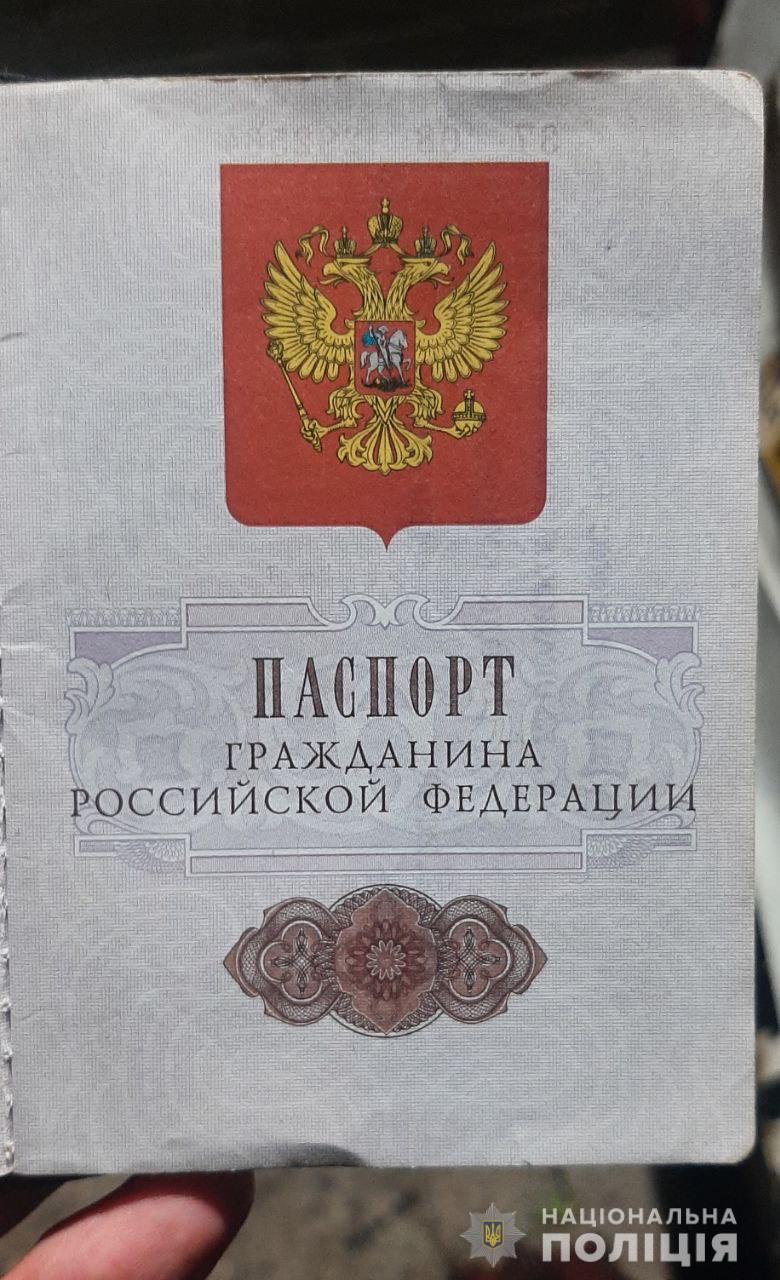 ПАСПОРТ
ГРАЖДАНИНА
РОССИЙСКОЙ ФЕДЕРАЦИИ
НАЦІОНАЛЬНА
ПОЛІЦІЯ